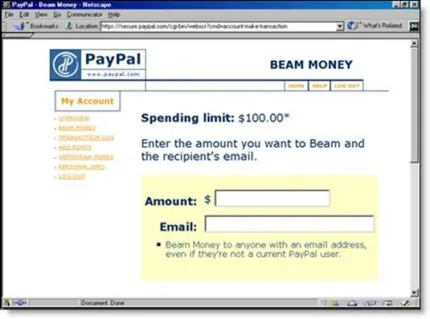 PayPal - Beam Money - Netscape
File Edit View Go Communicator Help
Bookmarks Location: https://secure.paypal.com/cgi-bin/webscr?cmd=account-make-transaction What's Related
PayPal
www.paypal.com
BEAM MONEY
HOME | HELP | LOG OUT
My Account
OVERVIEW
BEAM MONEY
TRANSACTION LOG
ADD FUNDS
WITHDRAW FUNDS
PERSONAL INFO
LOG OUT
Spending limit: $100.00*
Enter the amount you want to Beam and
the recipient's email.
Amount: $
Email:
Beam Money to anyone with an email address,
even if they're not a current PayPal user.
Document: Done